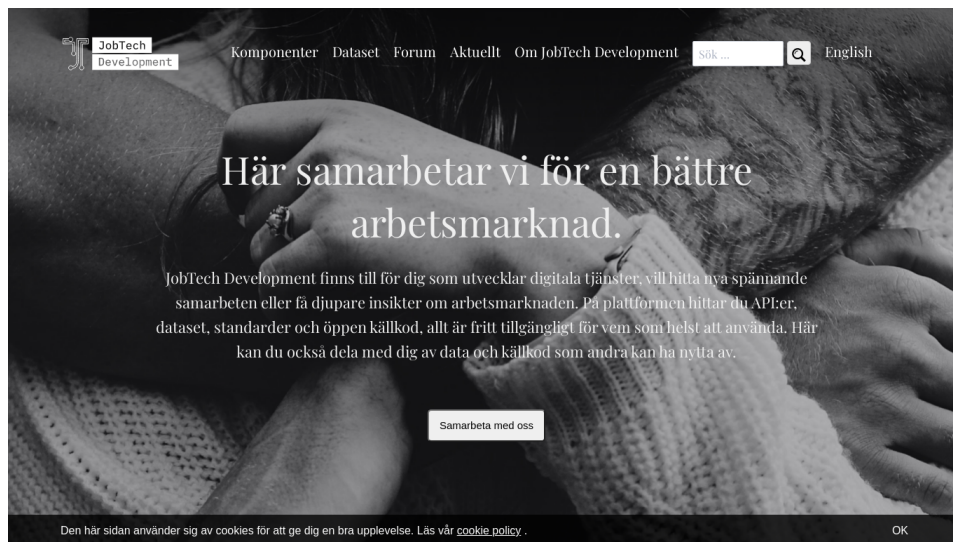 JobTech
Development
Komponenter Dataset Forum Aktuellt Om JobTech Development Sök ... English
Här samarbetar vi för en bättre
arbetsmarknad.
JobTech Development finns till för dig som utvecklar digitala tjänster, vill hitta nya spännande
samarbeten eller få djupare insikter om arbetsmarknaden. På plattformen hittar du API:er,
dataset, standarder och öppen källkod, allt är fritt tillgängligt för vem som helst att använda. Här
kan du också dela med dig av data och källkod som andra kan ha nytta av.
Samarbeta med oss
Den här sidan använder sig av cookies för att ge dig en bra upplevelse. Läs vår cookie policy . OK